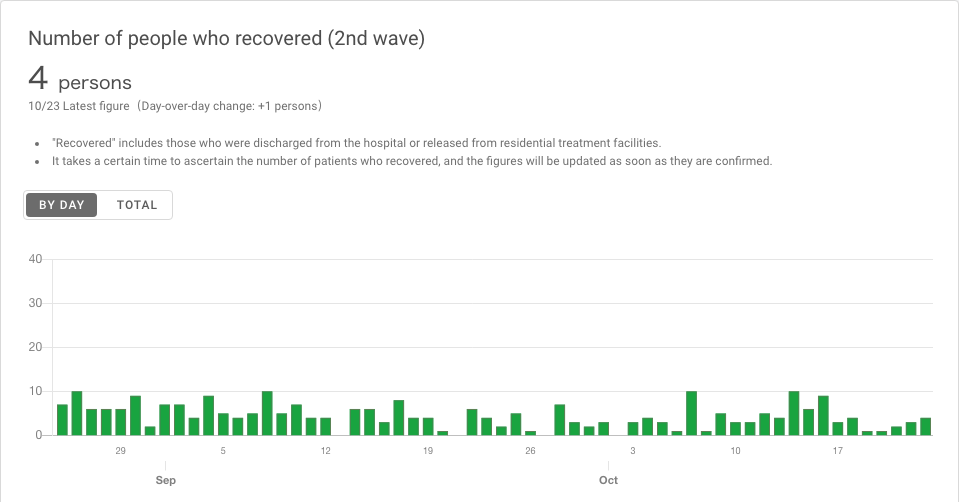 Number of people who recovered (2nd wave)
4 persons
10/23 Latest figure（Day-over-day change: +1 persons）
• "Recovered" includes those who were discharged from the hospital or released from residential treatment facilities.
• It takes a certain time to ascertain the number of patients who recovered, and the figures will be updated as soon as they are confirmed.
BY DAY TOTAL
40
30
20
10
0
29 5 12 19 26 3 10 17
Sep Oct